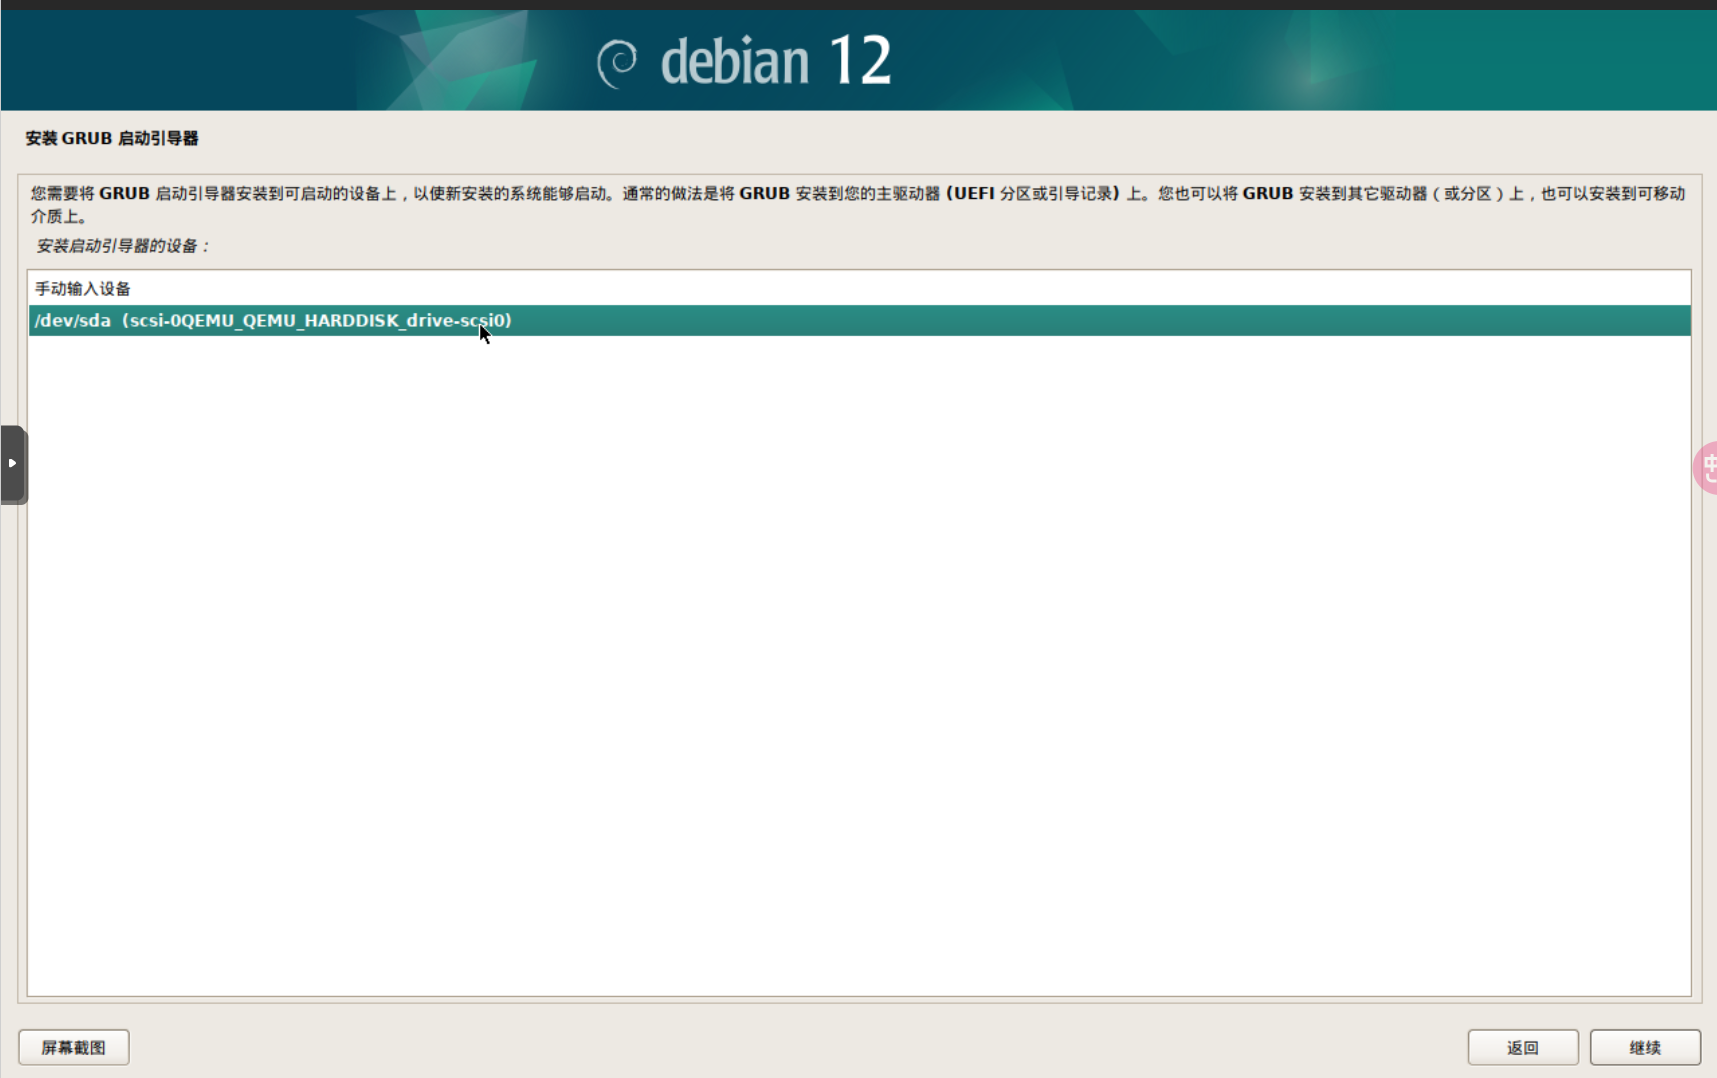 debian 12
安装 GRUB 启动引导器
您需要将 GRUB 启动引导器安装到可启动的设备上，以使新安装的系统能够启动。通常的做法是将 GRUB 安装到您的主驱动器 (UEFI 分区或引导记录) 上。您也可以将 GRUB 安装到其它驱动器（或分区）上，也可以安装到可移动
介质上。
安装启动引导器的设备：
手动输入设备
/dev/sda  (scsi-0QEMU_QEMU_HARDDISK_drive-scsi0)
屏幕截图
返回
继续